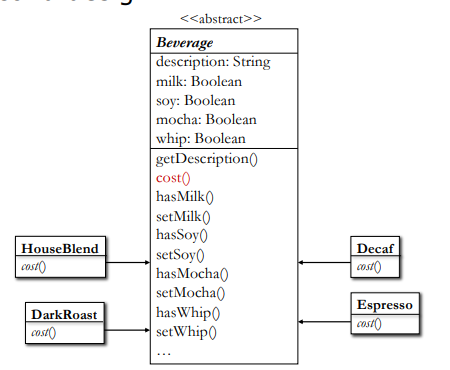 <<abstract>>
Beverage
description: String
milk: Boolean
soy: Boolean
mocha: Boolean
whip: Boolean
getDescription()
cost()
hasMilk()
setMilk()
hasSoy()
setSoy()
hasMocha()
setMocha()
hasWhip()
setWhip()
…
HouseBlend
cost()
DarkRoast
cost()
Decaf
cost()
Espresso
cost()